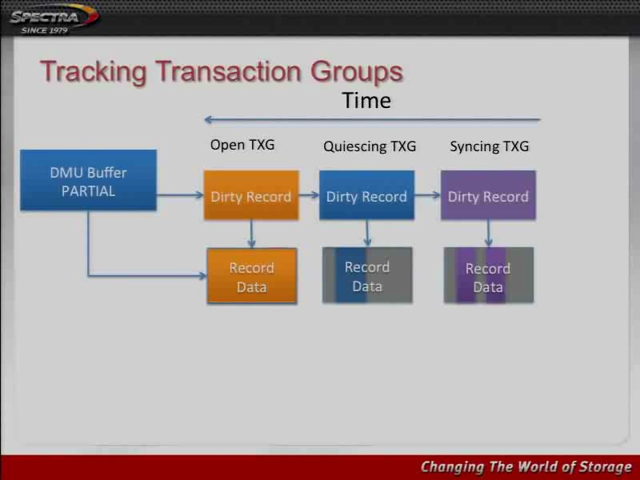 SPECTRA
SINCE 1979
Tracking Transaction Groups
Time
Open TXG
Quiescing TXG
Syncing TXG
DMU Buffer
PARTIAL
Dirty Record
Dirty Record
Dirty Record
Record
Data
Record
Data
Record
Data
Changing The World of Storage